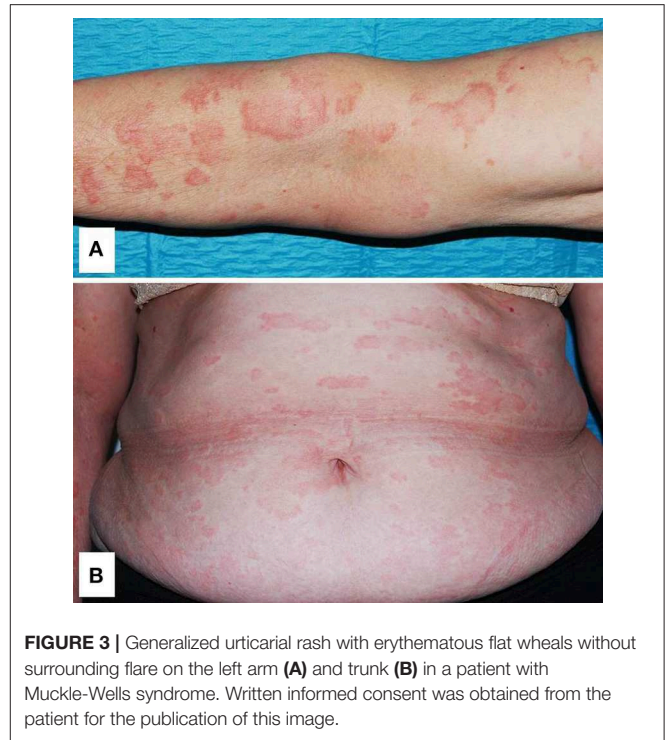 A
B
FIGURE 3 | Generalized urticarial rash with erythematous flat wheals without
surrounding flare on the left arm (A) and trunk (B) in a patient with
Muckle-Wells syndrome. Written informed consent was obtained from the
patient for the publication of this image.